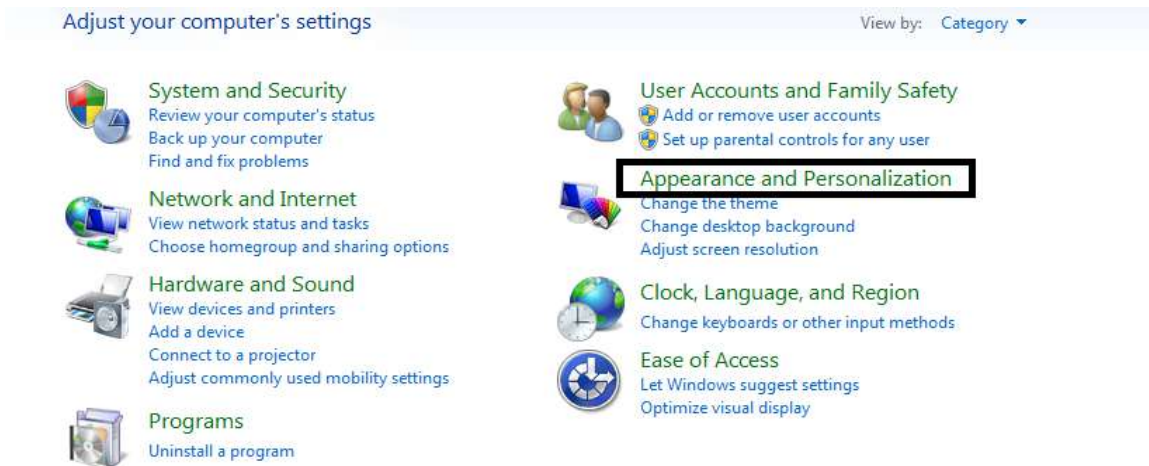 Adjust your computer's settings
View by: Category
System and Security
Review your computer's status
Back up your computer
Find and fix problems
Network and Internet
View network status and tasks
Choose homegroup and sharing options
Hardware and Sound
View devices and printers
Add a device
Connect to a projector
Adjust commonly used mobility settings
Programs
Uninstall a program
User Accounts and Family Safety
Add or remove user accounts
Set up parental controls for any user
Appearance and Personalization
Change the theme
Change desktop background
Adjust screen resolution
Clock, Language, and Region
Change keyboards or other input methods
Ease of Access
Let Windows suggest settings
Optimize visual display